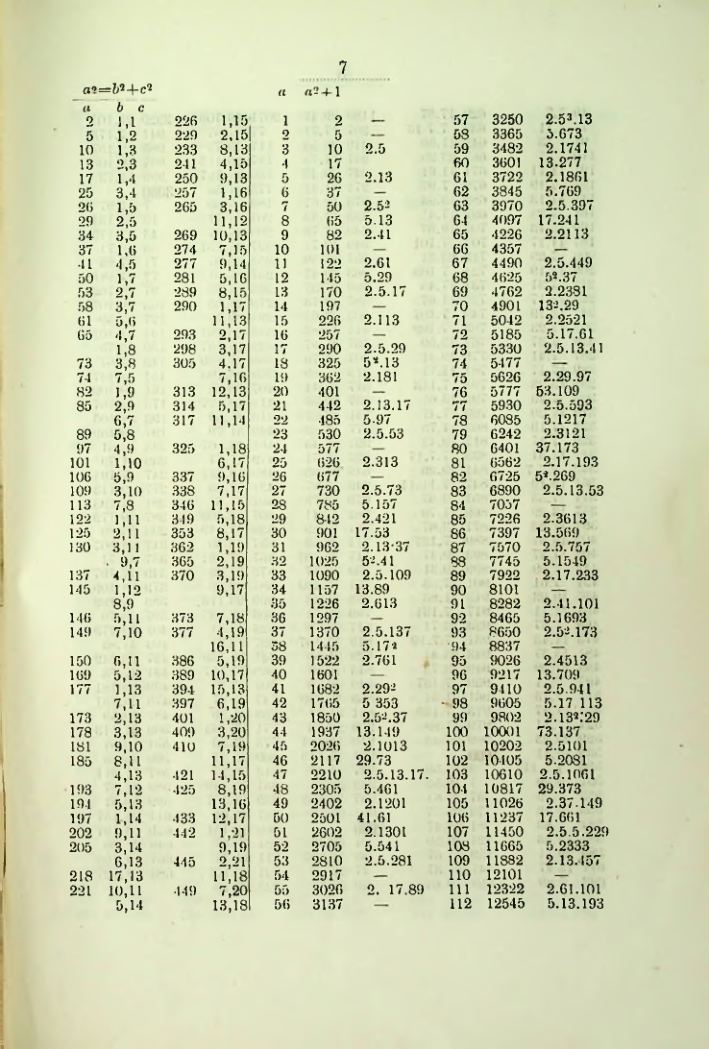 7
a²=b²+c² a a²+1
a b c
2 1,1 226 1,15 1 2 — 57 3250 2.5³.13
5 1,2 229 2.15 2 5 — 58 3365 5.673
10 1,3 233 8,13 3 10 2.5 59 3482 2.1741
13 2,3 241 4,15 4 17 60 3601 13.277
17 1,4 250 9,13 5 26 2.13 61 3722 2.1861
25 3,4 257 1,16 6 37 — 62 3845 5.769
26 1,5 265 3,16 7 50 2.5² 63 3970 2.5.397
29 2,5 11,12 8 65 5.13 64 4097 17.241
34 3,5 269 10,13 9 82 2.41 65 4226 2.2113
37 1,6 274 7,15 10 101 — 66 4357 —
41 4,5 277 9,14 11 122 2.61 67 4490 2.5.449
50 1,7 281 5,16 12 145 5.29 68 4625 5³.37
53 2,7 289 8,15 13 170 2.5.17 69 4762 2.2381
58 3,7 290 1,17 14 197 — 70 4901 13².29
61 5,6 11,13 15 226 2.113 71 5042 2.2521
65 4,7 293 2,17 16 257 — 72 5185 5.17.61
1,8 298 3,17 17 290 2.5.29 73 5330 2.5.13.41
73 3,8 305 4.17 18 325 5².13 74 5477 —
74 7,5 7,16 19 362 2.181 75 5626 2.29.97
82 1,9 313 12,13 20 401 — 76 5777 53.109
85 2,9 314 5,17 21 442 2.13.17 77 5930 2.5.593
6,7 317 11,14 22 485 5.97 78 6085 5.1217
89 5,8 23 530 2.5.53 79 6242 2.3121
97 4,9 325 1,18 24 577 — 80 6401 37.173
101 1,10 6,17 25 626 2.313 81 6562 2.17.193
106 5,9 337 9,16 26 677 — 82 6725 5².269
109 3,10 338 7,17 27 730 2.5.73 83 6890 2.5.13.53
113 7,8 346 11,15 28 785 5.157 84 7057 —
122 1,11 349 5,18 29 842 2.421 85 7226 2.3613
125 2,11 353 8,17 30 901 17.53 86 7397 13.569
130 3,11 362 1,19 31 962 2.13.37 87 7570 2.5.757
9,7 365 2,19 32 1025 5².41 88 7745 5.1549
137 4,11 370 3,19 33 1090 2.5.109 89 7922 2.17.233
145 1,12 9,17 34 1157 13.89 90 8101 —
8,9 35 1226 2.613 91 8282 2.41.101
146 5,11 373 7,18 36 1297 — 92 8465 5.1693
149 7,10 377 4,19 37 1370 2.5.137 93 8650 2.5².173
16,11 38 1445 5.17² 94 8837 —
150 6,11 386 5,19 39 1522 2.761 95 9026 2.4513
169 5,12 389 10,17 40 1601 — 96 9217 13.709
177 1,13 394 15,13 41 1682 2.29² 97 9410 2.5.941
7,11 397 6,19 42 1765 5 353 98 9605 5.17 113
173 2,13 401 1,20 43 1850 2.5².37 99 9802 2.13².29
178 3,13 409 3,20 44 1937 13.149 100 10001 73.137
181 9,10 410 7,19 45 2026 2.1013 101 10202 2.5101
185 8,11 11,17 46 2117 29.73 102 10405 5.2081
4,13 421 14,15 47 2210 2.5.13.17. 103 10610 2.5.1061
193 7,12 425 8,19 48 2305 5.461 104 10817 29.373
194 5,13 13,16 49 2402 2.1201 105 11026 2.37.149
197 1,14 433 12,17 50 2501 41.61 106 11237 17.661
202 9,11 442 1,21 51 2602 2.1301 107 11450 2.5.5.229
205 3,14 9,19 52 2705 5.541 108 11665 5.2333
6,13 445 2,21 53 2810 2.5.281 109 11882 2.13.457
218 17,13 11,18 54 2917 — 110 12101 —
221 10,11 449 7,20 55 3026 2. 17.89 111 12322 2.61.101
5,14 13,18 56 3137 — 112 12545 5.13.193